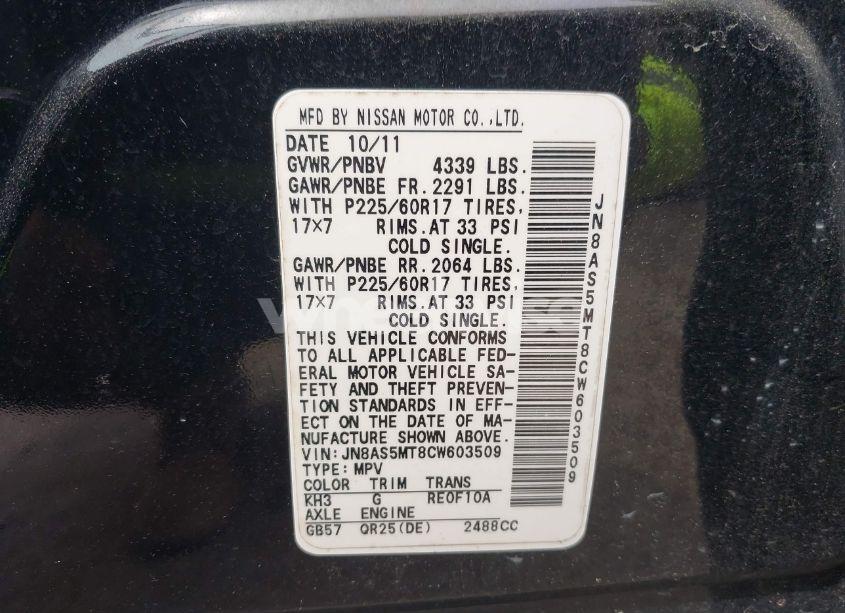 MFD BY NISSAN MOTOR CO.,LTD.
DATE 10/11
GVWR/PNBV 4339 LBS.
GAWR/PNBE FR.2291 LBS.
WITH P225/60R17 TIRES,
17×7 RIMS.AT 33 PSI
COLD SINGLE.
GAWR/PNBE RR.2064 LBS.
WITH P225/60R17 TIRES,
17×7 RIMS.AT 33 PSI
COLD SINGLE.
THIS VEHICLE CONFORMS
TO ALL APPLICABLE FED-
ERAL MOTOR VEHICLE SA-
FETY AND THEFT PREVEN-
TION STANDARDS IN EFF-
ECT ON THE DATE OF MA-
NUFACTURE SHOWN ABOVE.
VIN:JN8AS5MT8CW603509
TYPE:MPV
COLOR TRIM TRANS
KH3 G RE0F10A
AXLE ENGINE
GB57 QR25(DE) 2488CC
JN8AS5MT8CW603509